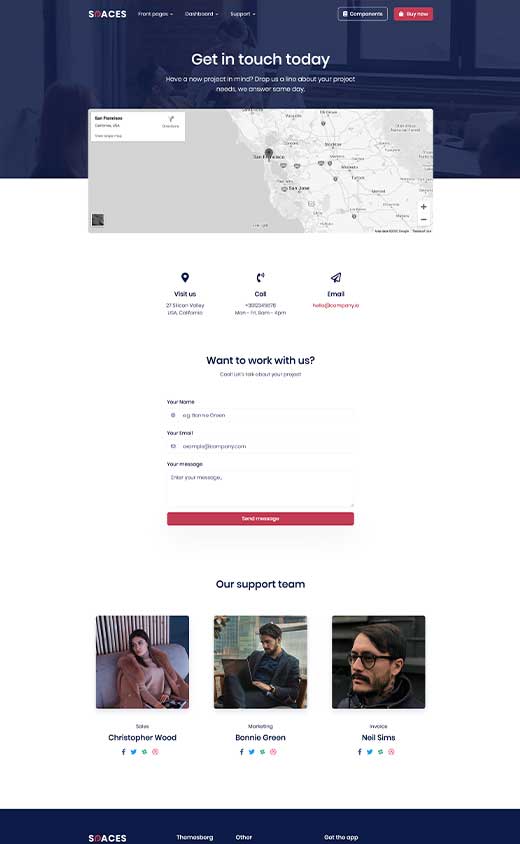 SPACES
Front pages
Dashboard
Support
Components
Buy now
Get in touch today
Have a new project in mind? Drop us a line about your project
needs, we answer same day.
San Francisco
California, USA
Directions
View larger map
Vacaville
San Francisco
San Jose
Visit us
27 Silicon Valley
USA, California
Call
Mon - Fri, 9am - 4pm
Email
hello@company.io
Want to work with us?
Cool! Let's talk about your project
Your Name
e.g. Bonnie Green
Your Email
example@company.com
Your message
Enter your message...
Send message
Our support team
Sales
Christopher Wood
Marketing
Bonnie Green
Invoice
Neil Sims
SPACES
Themesberg
Other
Get the app